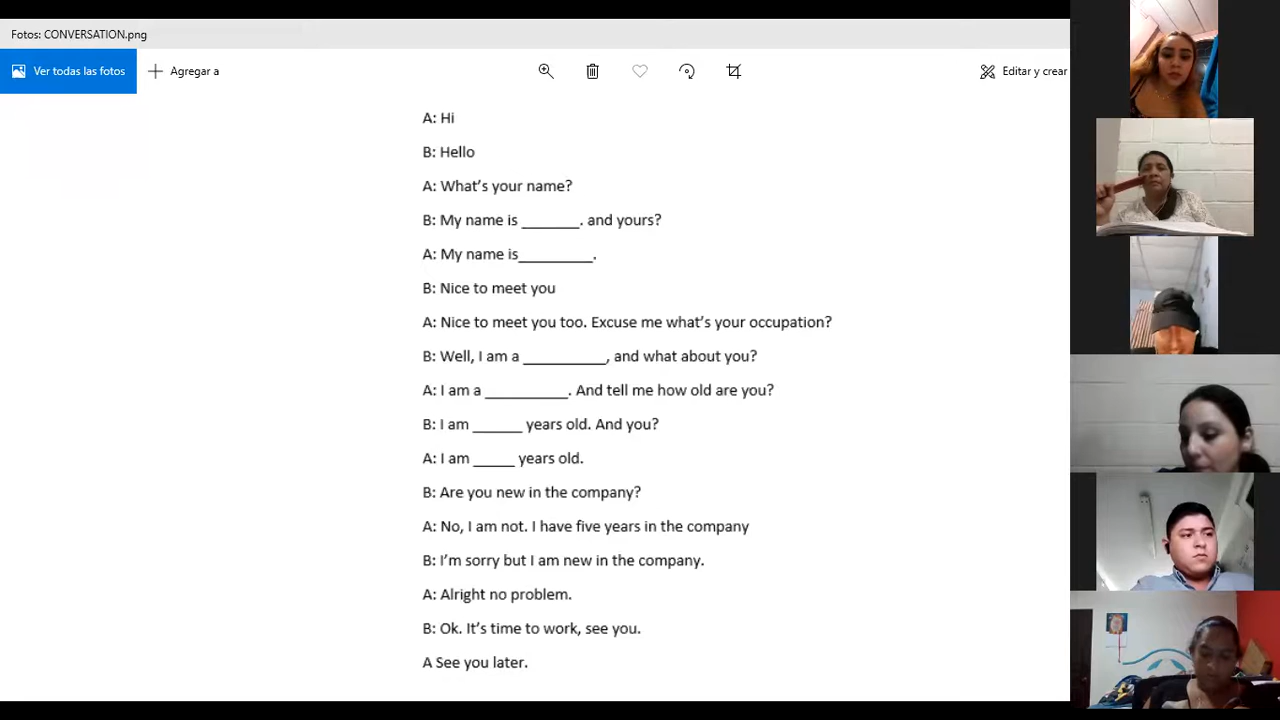 Fotos: CONVERSATION.png
Ver todas las fotos
Agregar a
Editar y crear
A: Hi
B: Hello
A: What's your name?
B: My name is _______. and yours?
A: My name is_________.
B: Nice to meet you
A: Nice to meet you too. Excuse me what's your occupation?
B: Well, I am a __________, and what about you?
A: I am a __________. And tell me how old are you?
B: I am ______ years old. And you?
A: I am _____ years old.
B: Are you new in the company?
A: No, I am not. I have five years in the company
B: I'm sorry but I am new in the company.
A: Alright no problem.
B: Ok. It's time to work, see you.
A See you later.